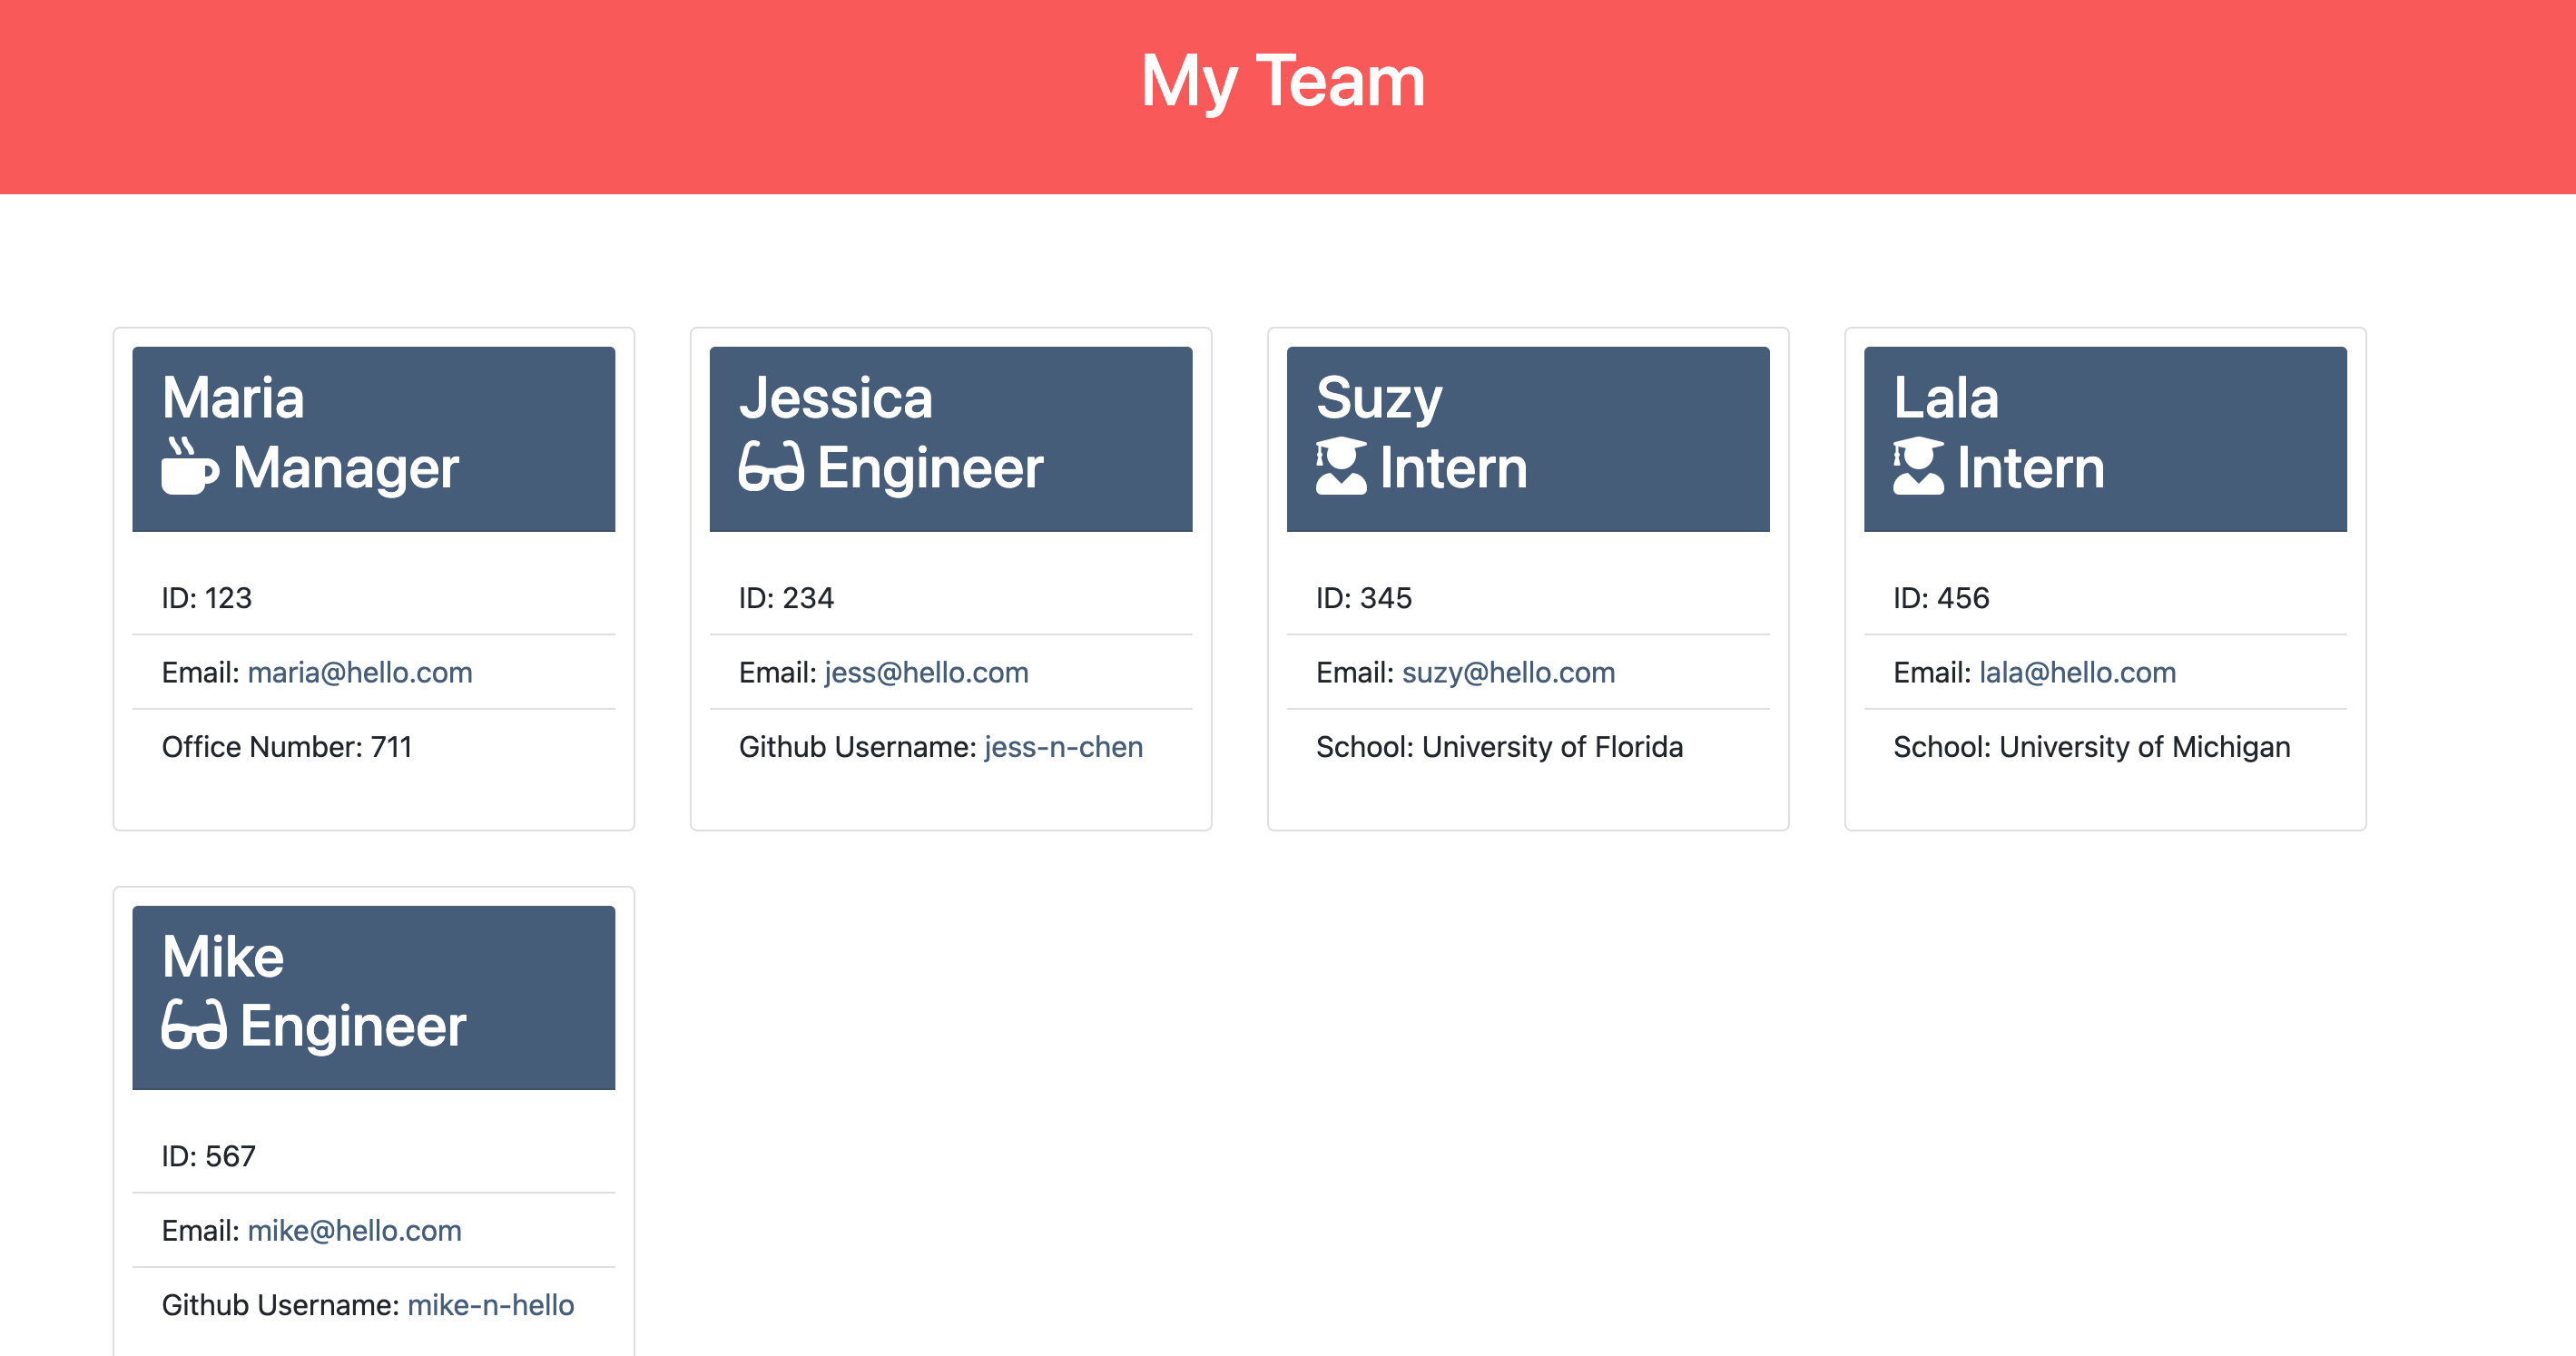 My Team
Maria
Manager
ID: 123
Email: maria@hello.com
Office Number: 711
Jessica
Engineer
ID: 234
Email: jess@hello.com
Github Username: jess-n-chen
Suzy
Intern
ID: 345
Email: suzy@hello.com
School: University of Florida
Lala
Intern
ID: 456
Email: lala@hello.com
School: University of Michigan
Mike
Engineer
ID: 567
Email: mike@hello.com
Github Username: mike-n-hello